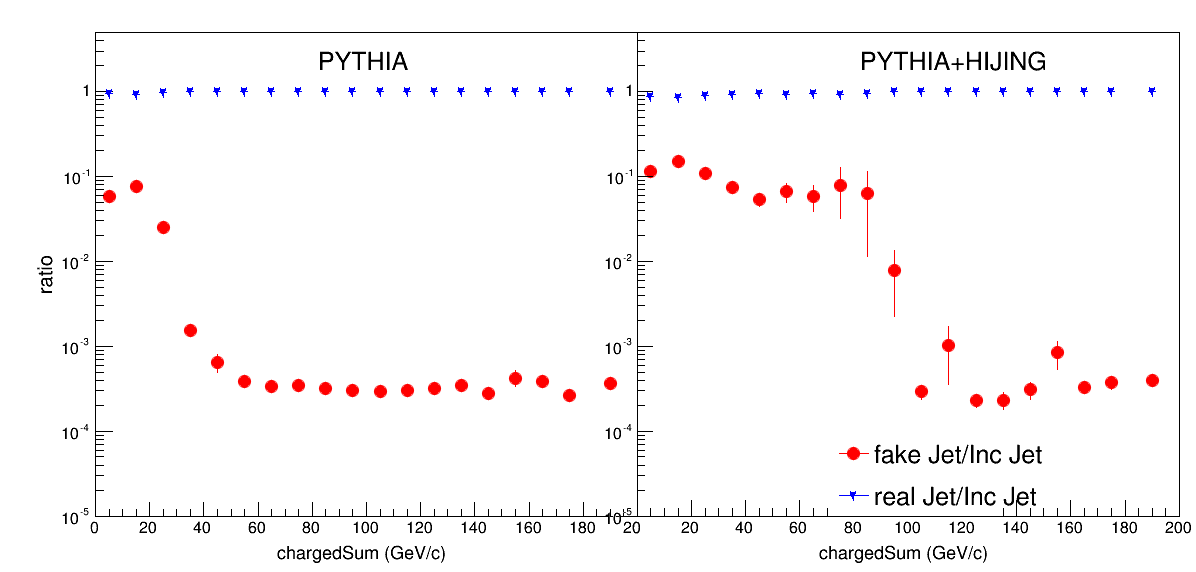 PYTHIA
PYTHIA+HIJING
1
10⁻¹
10⁻²
10⁻³
10⁻⁴
10⁻⁵
ratio
1
10⁻¹
10⁻²
10⁻³
10⁻⁴
fake Jet/Inc Jet
real Jet/Inc Jet
0 20 40 60 80 100 120 140 160 180
20 20 40 60 80 100 120 140 160 180 200
chargedSum (GeV/c)
chargedSum (GeV/c)